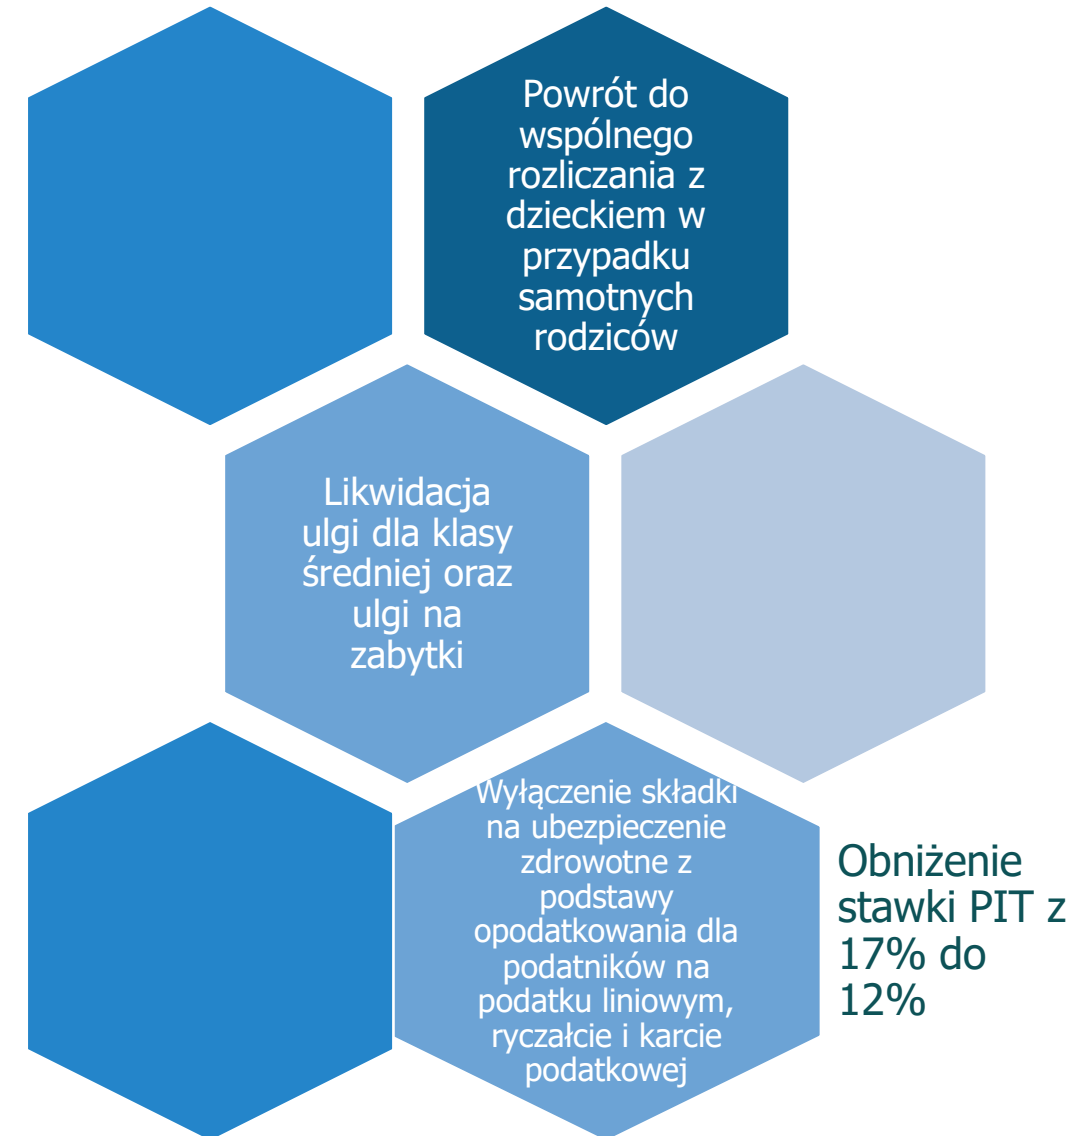 Powrót do
wspólnego
rozliczania z
dzieckiem w
przypadku
samotnych
rodziców
Likwidacja
ulgi dla klasy
średniej oraz
ulgi na
zabytki
Wyłączenie składki
na ubezpieczenie
zdrowotne z
podstawy
opodatkowania dla
podatników na
podatku liniowym,
ryczałcie i karcie
podatkowej
Obniżenie
stawki PIT z
17% do
12%